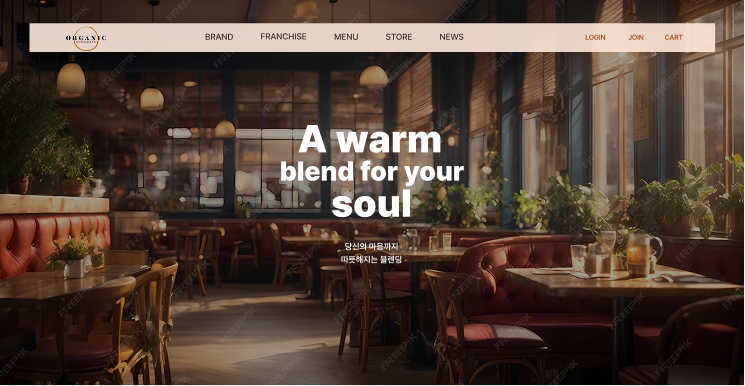 ORGANIC
BRAND
FRANCHISE
MENU
STORE
NEWS
LOGIN
JOIN
CART
A warm
blend for your
soul
당신의 마음까지
따뜻해지는 블렌딩
FREEPIK